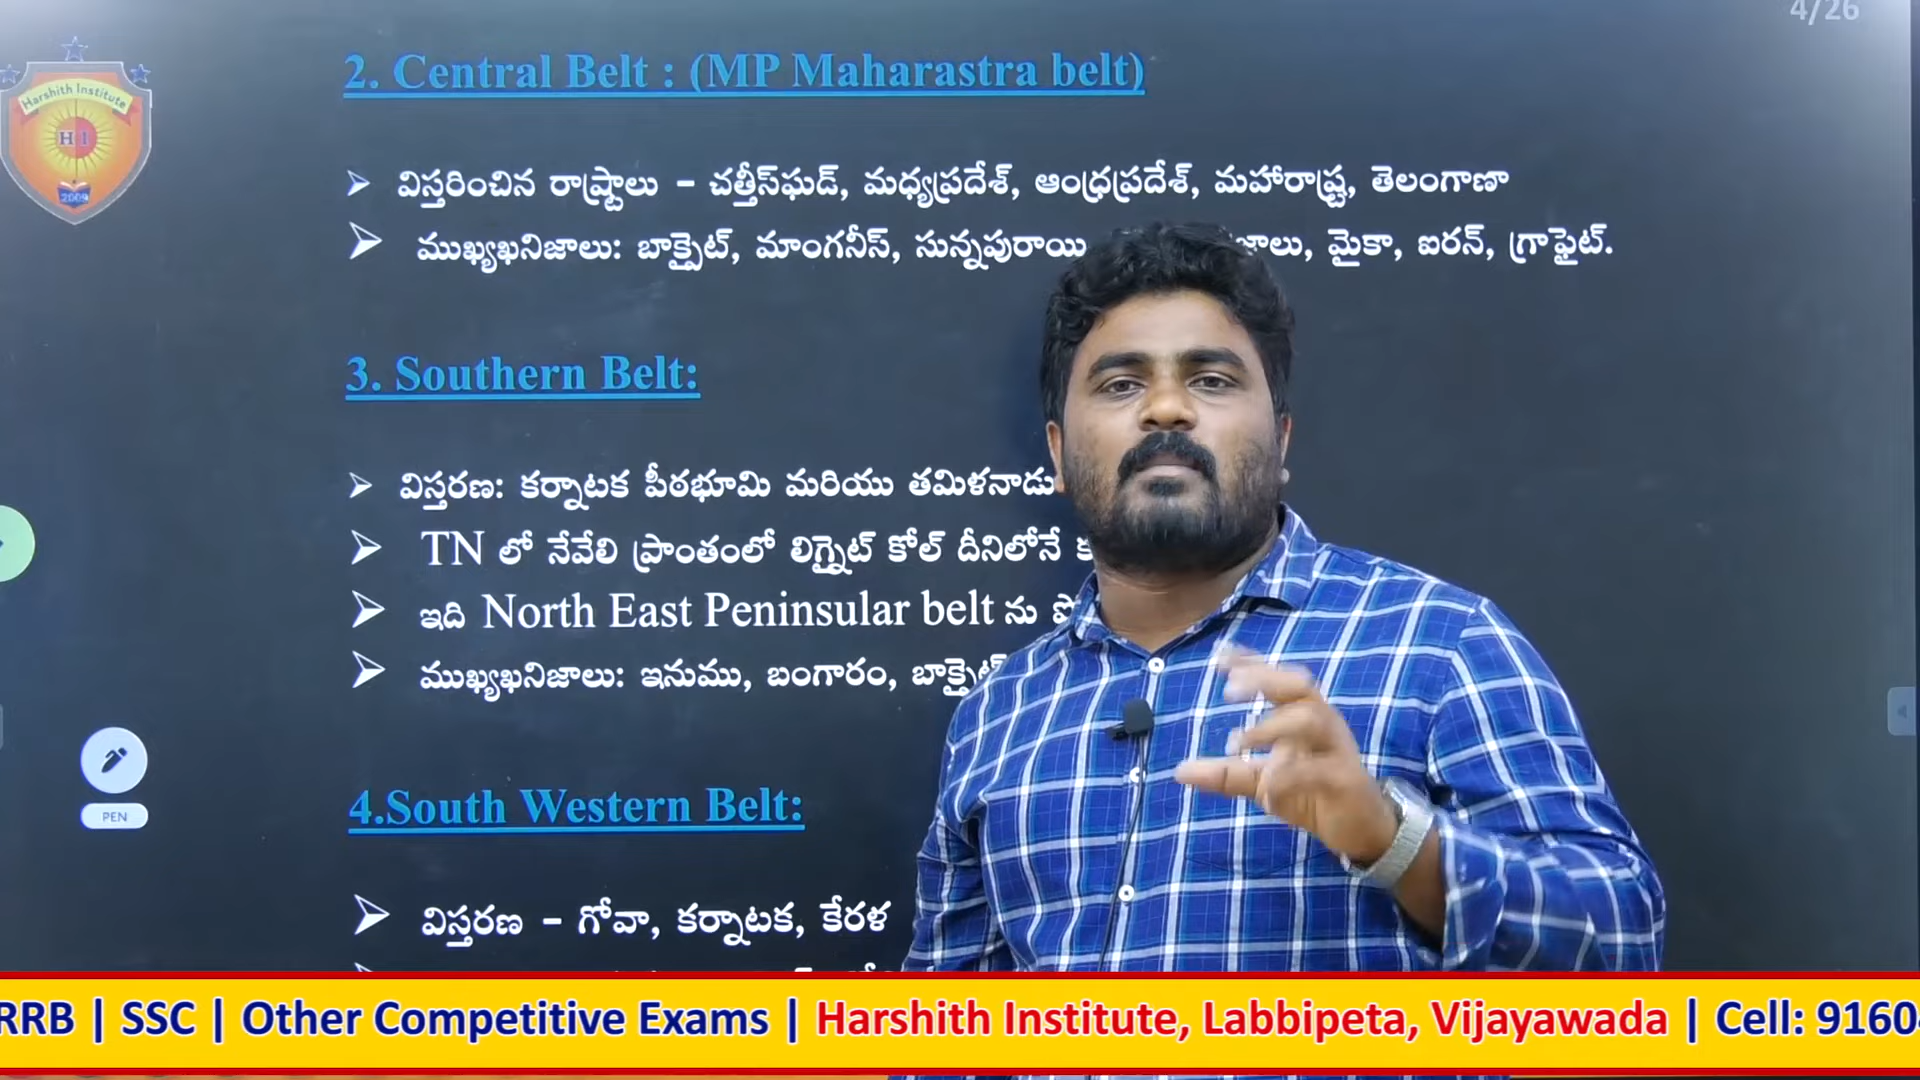 4/26
Harshith Institute
H I
2009
2. Central Belt : (MP Maharastra belt)
విస్తరించిన రాష్ట్రాలు – చత్తీస్‌ఘడ్, మధ్యప్రదేశ్, ఆంధ్రప్రదేశ్, మహారాష్ట్ర, తెలంగాణా
ముఖ్యఖనిజాలు: బాక్సైట్, మాంగనీస్, సున్నపురాయి మైకా, ఐరన్, గ్రాఫైట్.
3. Southern Belt:
విస్తరణ: కర్నాటక పీఠభూమి మరియు తమిళనాడు
TN లో నేవేలి ప్రాంతంలో లిగ్నైట్ కోల్ దీనిలోనే
ఇది North East Peninsular belt ను
ముఖ్యఖనిజాలు: ఇనుము, బంగారం, బాక్సైట్
4.South Western Belt:
విస్తరణ – గోవా, కర్నాటక, కేరళ
PEN
RRB | SSC | Other Competitive Exams | Harshith Institute, Labbipeta, Vijayawada | Cell: 9160